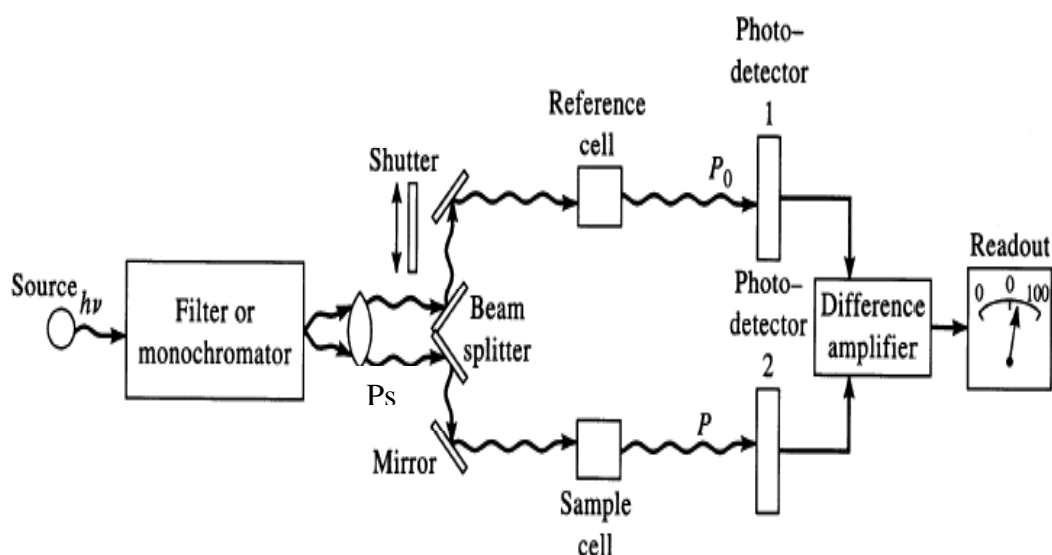 Photo–
detector
1
Reference
cell
Shutter
P₀
Readout
0 0 100
Source
hν
Filter or
monochromator
Beam
splitter
Photo–
detector
2
Difference
amplifier
Ps
Mirror
P
Sample
cell